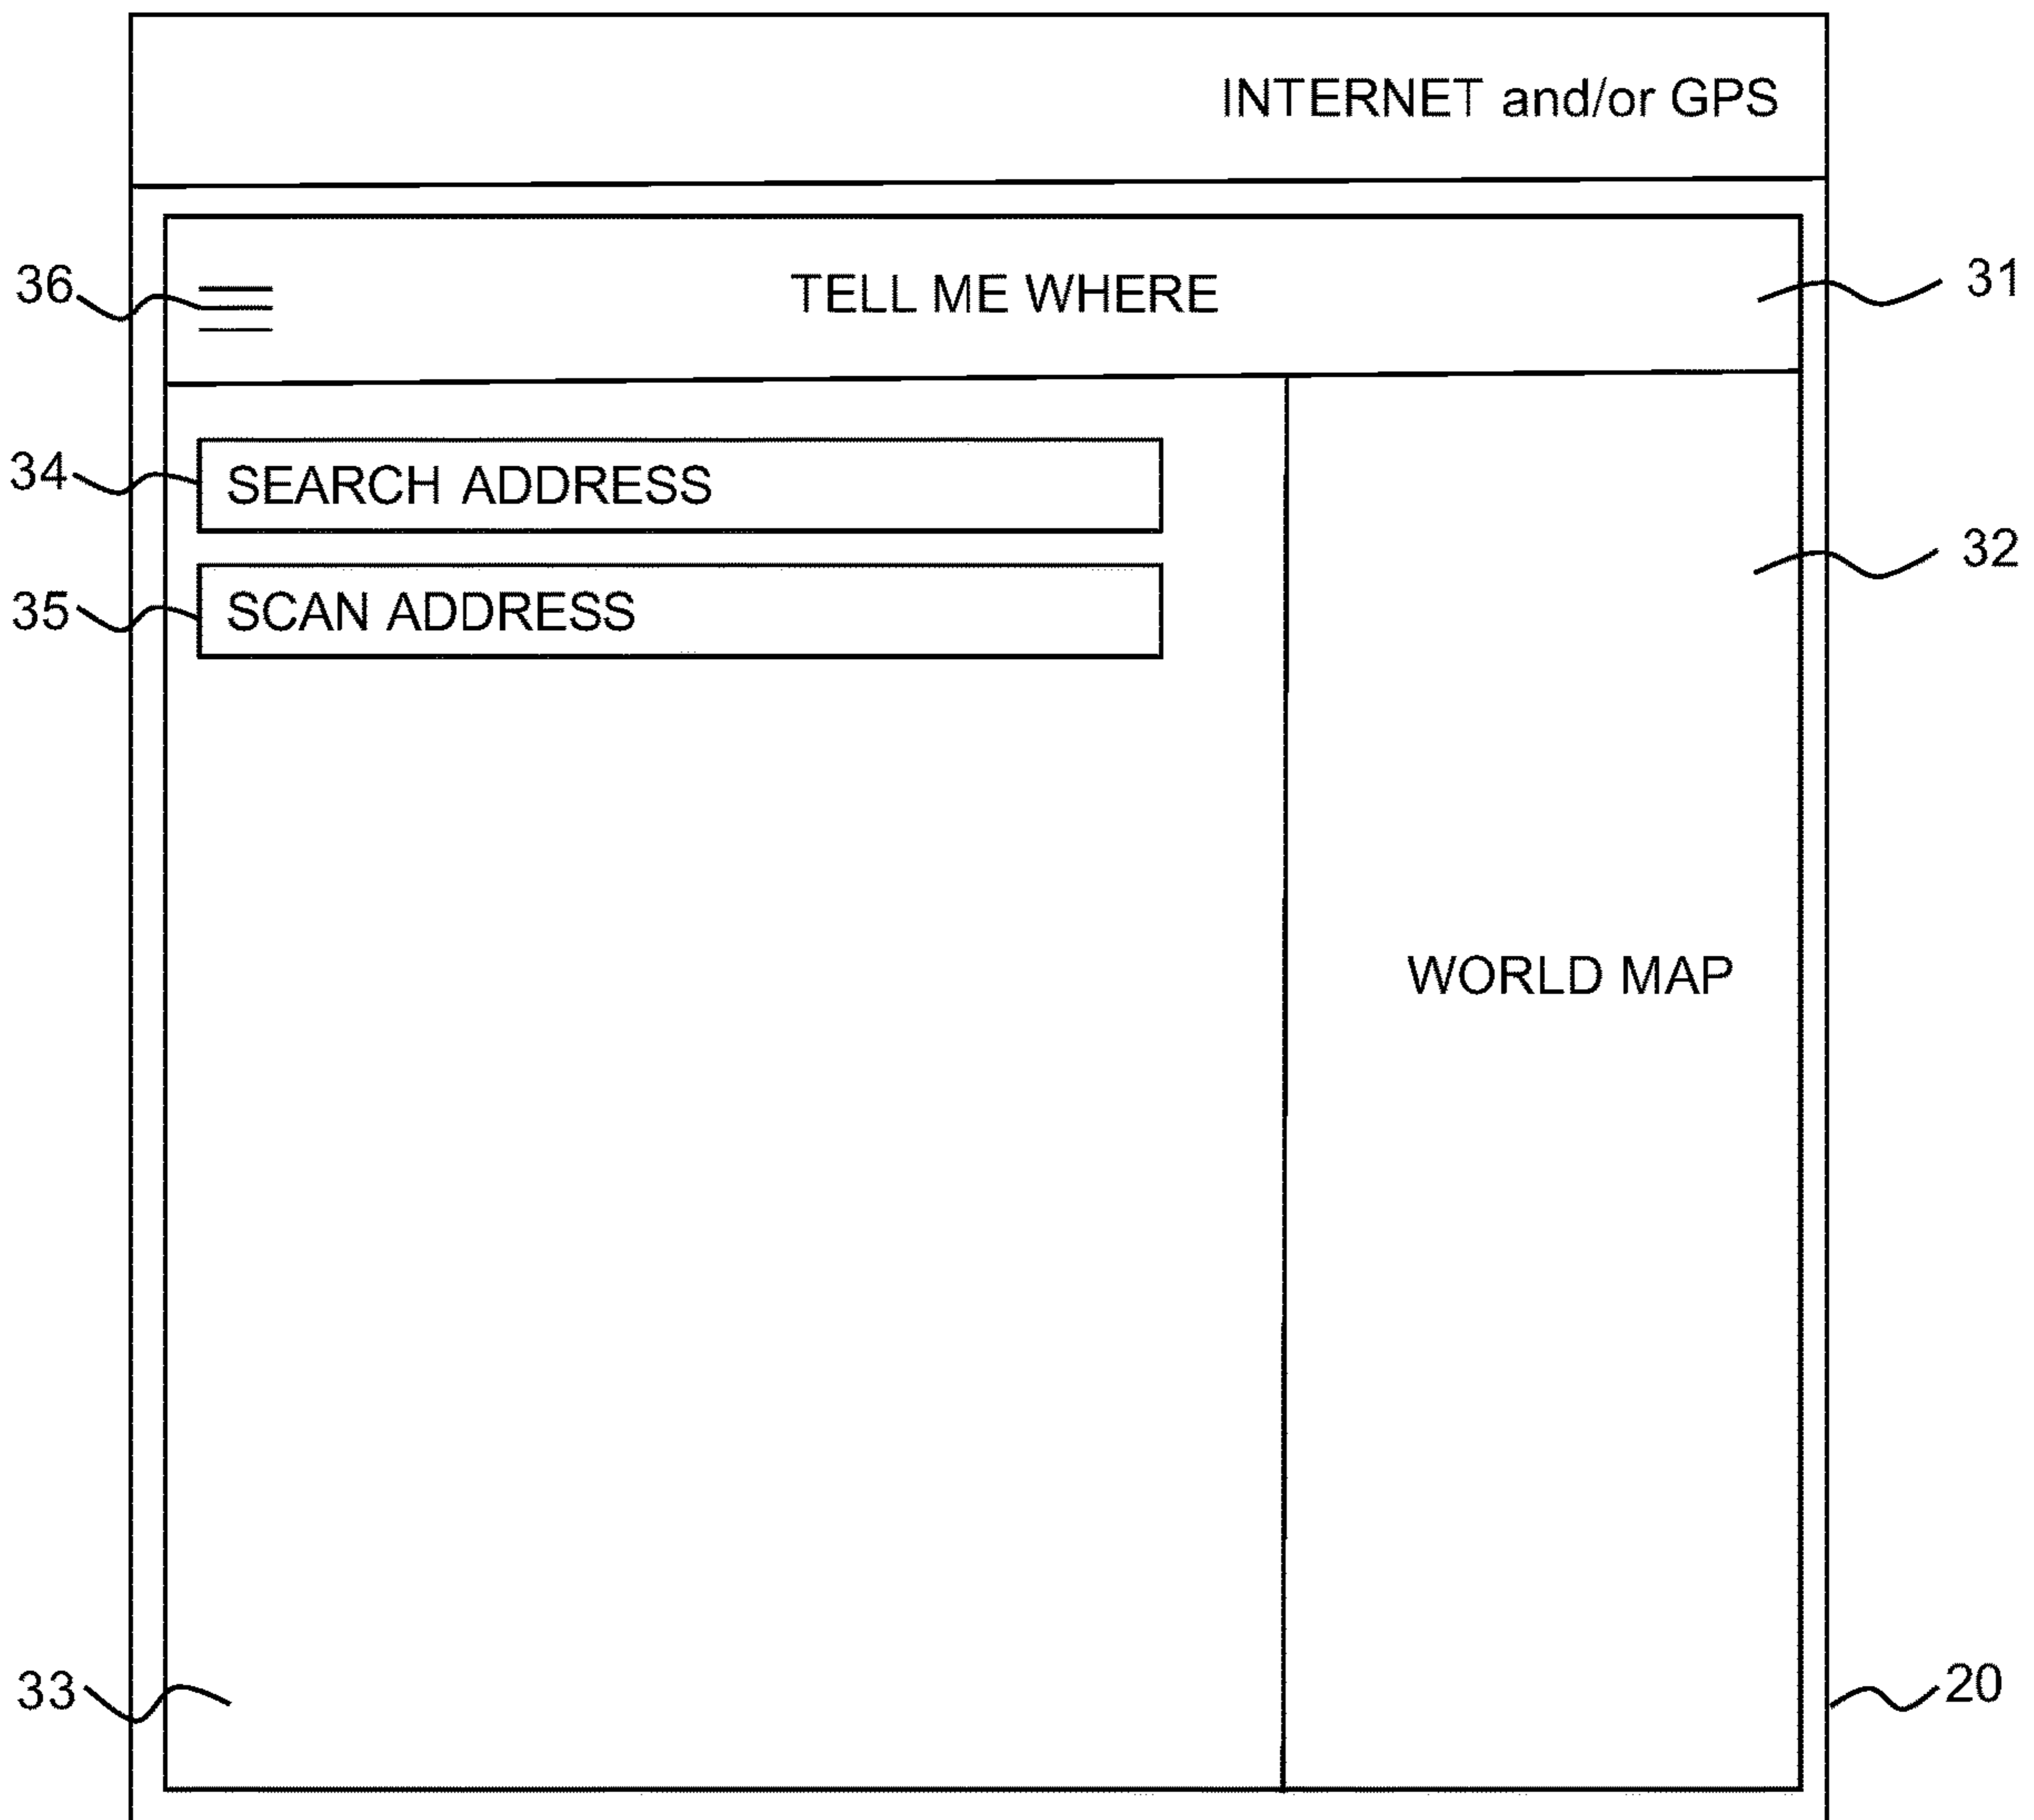 INTERNET and/or GPS
36
TELL ME WHERE
31
34
SEARCH ADDRESS
32
35
SCAN ADDRESS
WORLD MAP
33
20